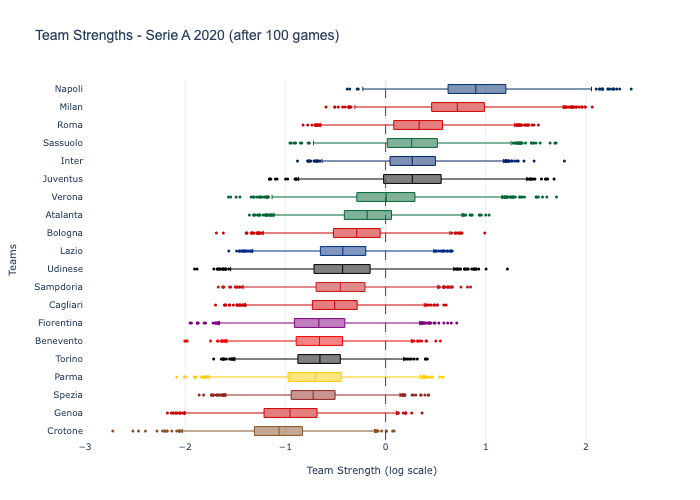 Team Strengths - Serie A 2020 (after 100 games)
Napoli
Milan
Roma
Sassuolo
Inter
Juventus
Verona
Atalanta
Bologna
Lazio
Udinese
Sampdoria
Cagliari
Fiorentina
Benevento
Torino
Parma
Spezia
Genoa
Crotone
Teams
−3 −2 −1 0 1 2
Team Strength (log scale)